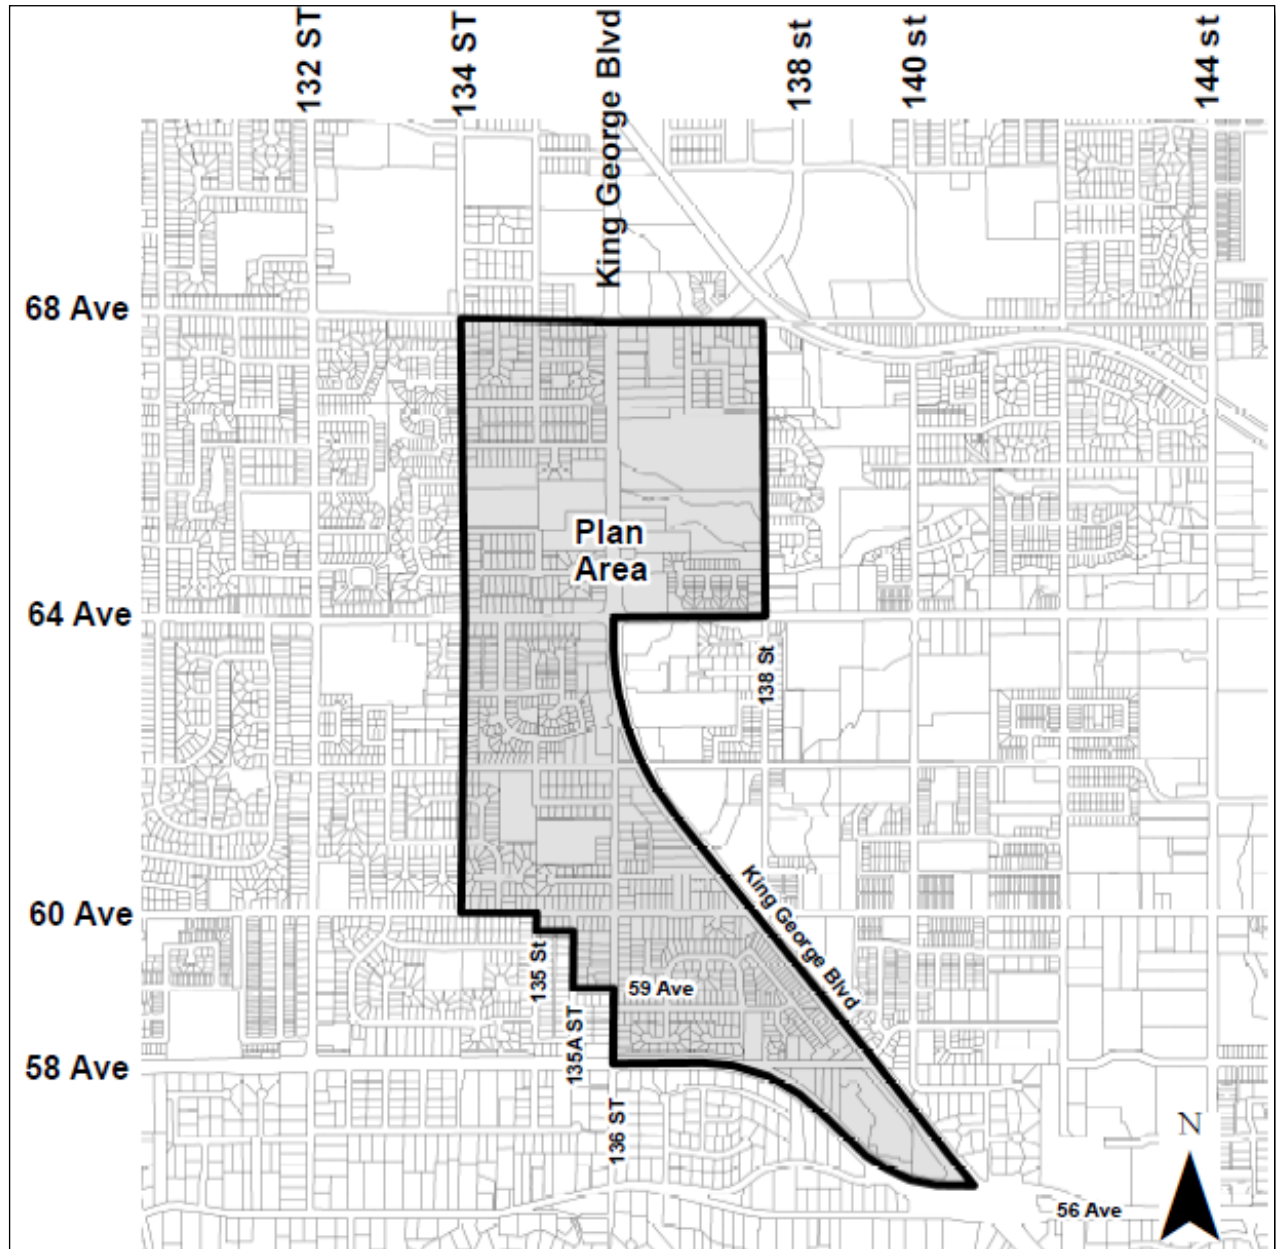 132 ST
134 ST
King George Blvd
138 st
140 st
144 st
68 Ave
Plan
Area
64 Ave
138 St
King George Blvd
60 Ave
135 St
59 Ave
135A ST
58 Ave
136 ST
N
56 Ave